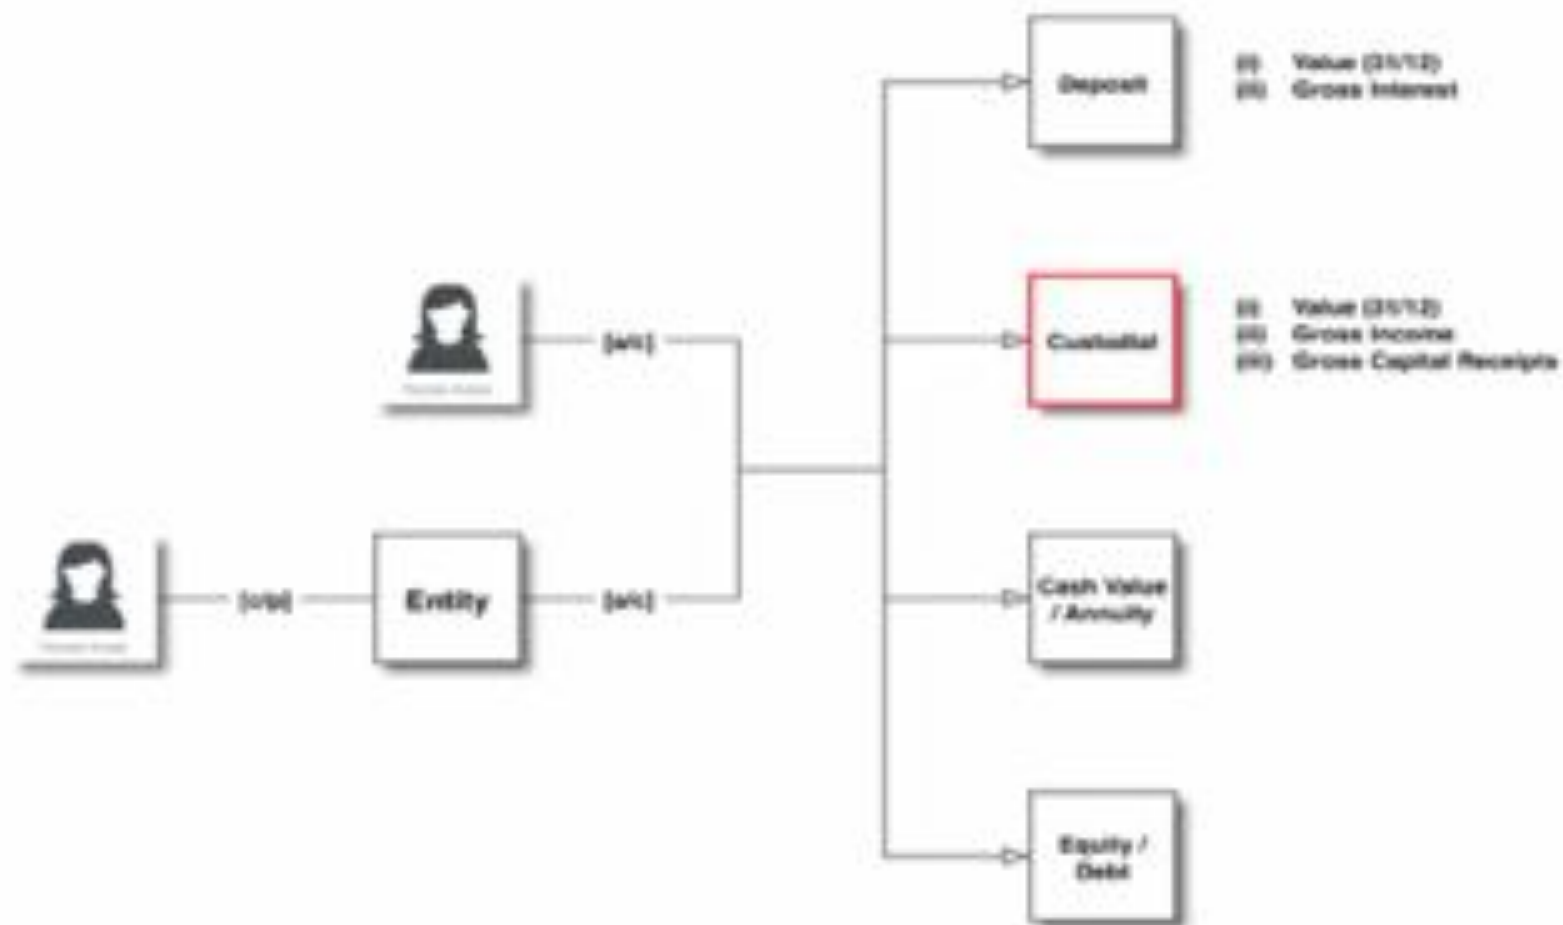 Deposit
(i) Value (31/12)
(ii) Gross Interest
[a/c]
Custodial
(i) Value (31/12)
(ii) Gross Income
(iii) Gross Capital Receipts
[c/p]
Entity
[a/c]
Cash Value
/ Annuity
Equity /
Debt